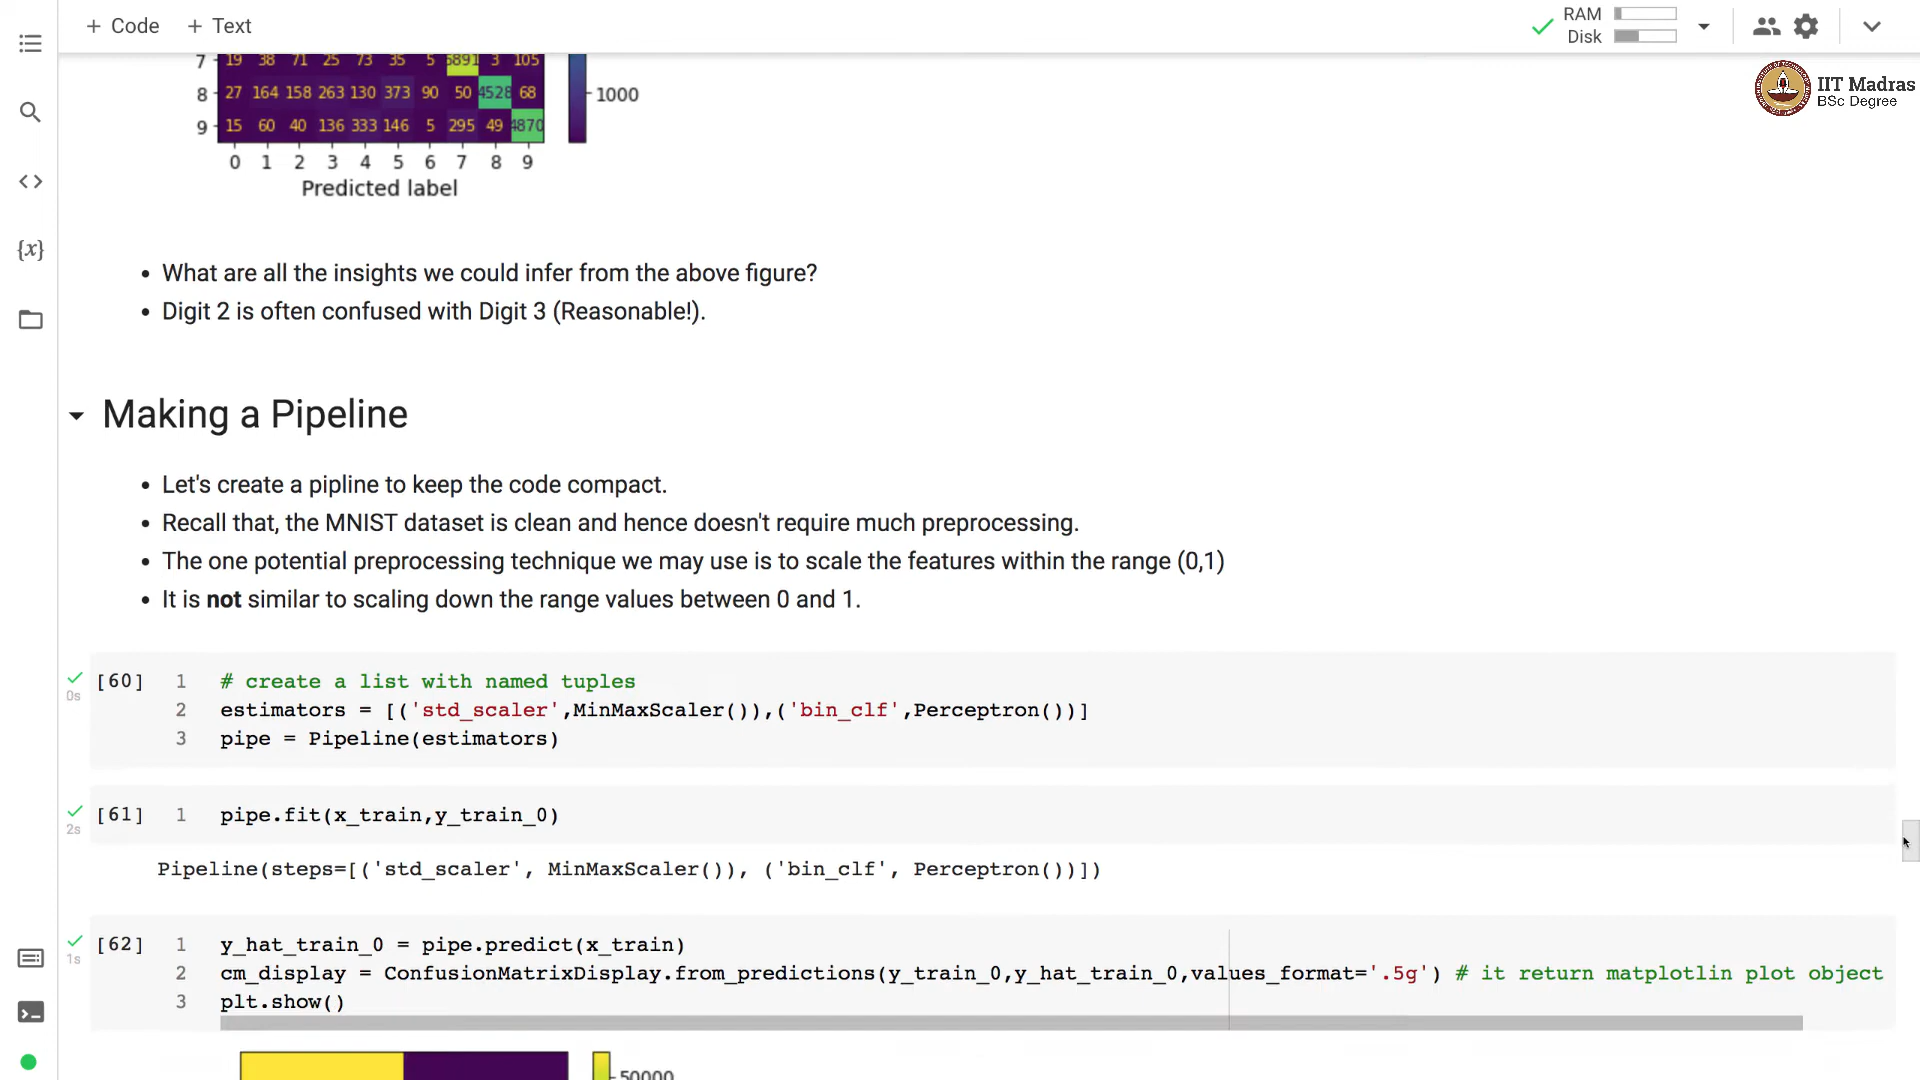 + Code + Text
RAM
Disk
IIT Madras
BSc Degree
7 19 38 71 25 73 35 5 5891 3 105
8 27 164 158 263 130 373 90 50 4528 68
1000
9 15 60 40 136 333 146 5 295 49 4870
0 1 2 3 4 5 6 7 8 9
Predicted label
{x}
• What are all the insights we could infer from the above figure?
• Digit 2 is often confused with Digit 3 (Reasonable!).
Making a Pipeline
• Let's create a pipline to keep the code compact.
• Recall that, the MNIST dataset is clean and hence doesn't require much preprocessing.
• The one potential preprocessing technique we may use is to scale the features within the range (0,1)
• It is not similar to scaling down the range values between 0 and 1.
[60] 1 # create a list with named tuples
0s
2 estimators = [('std_scaler',MinMaxScaler()),('bin_clf',Perceptron())]
3 pipe = Pipeline(estimators)
[61] 1 pipe.fit(x_train,y_train_0)
2s
Pipeline(steps=[('std_scaler', MinMaxScaler()), ('bin_clf', Perceptron())])
[62] 1 y_hat_train_0 = pipe.predict(x_train)
1s
2 cm_display = ConfusionMatrixDisplay.from_predictions(y_train_0,y_hat_train_0,values_format='.5g') # it return matplotlin plot object
3 plt.show()
50000